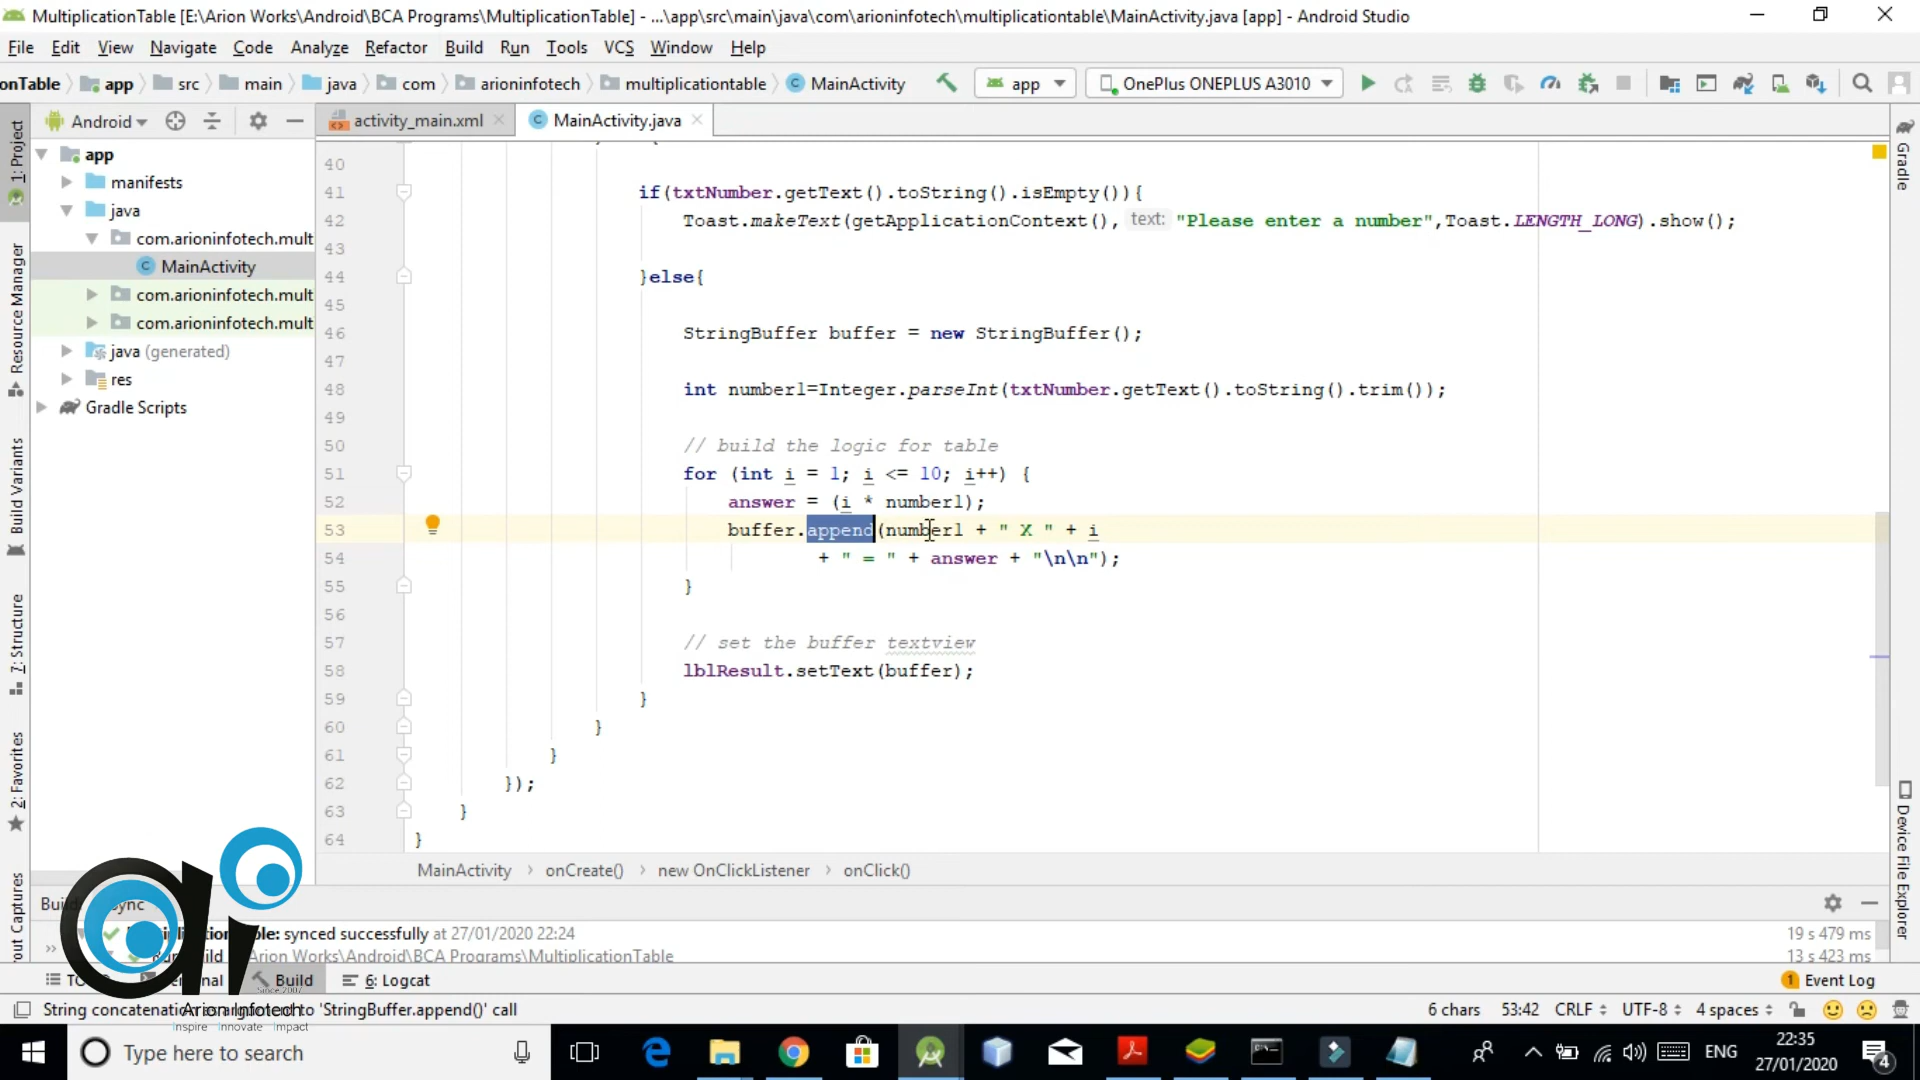 MultiplicationTable [E:\Arion Works\Android\BCA Programs\MultiplicationTable] - ...\app\src\main\java\com\arioninfotech\multiplicationtable\MainActivity.java [app] - Android Studio
File Edit View Navigate Code Analyze Refactor Build Run Tools VCS Window Help
onTable app src main java com arioninfotech multiplicationtable MainActivity app OnePlus ONEPLUS A3010
Android activity_main.xml MainActivity.java
1: Project
Resource Manager
Build Variants
7: Structure
2: Favorites
out Captures
app
manifests
java
com.arioninfotech.mult
MainActivity
com.arioninfotech.mult
com.arioninfotech.mult
java (generated)
res
Gradle Scripts
40 {
41 if(txtNumber.getText().toString().isEmpty()){
42 Toast.makeText(getApplicationContext(), text: "Please enter a number",Toast.LENGTH_LONG).show();
43
44 }else{
45
46 StringBuffer buffer = new StringBuffer();
47
48 int number1=Integer.parseInt(txtNumber.getText().toString().trim());
49
50 // build the logic for table
51 for (int i = 1; i <= 10; i++) {
52 answer = (i * number1);
53 buffer.append(number1 + " X " + i
54 + " = " + answer + "\n\n");
55 }
56
57 // set the buffer textview
58 lblResult.setText(buffer);
59 }
60 }
61 }
62 });
63 }
64 }
Gradle
Device File Explorer
MainActivity › onCreate() › new OnClickListener › onClick()
synced successfully at 27/01/2020 22:24 19 s 479 ms
Arion Works\Android\BCA Programs\MultiplicationTable 13 s 423 ms
Build 6: Logcat 1 Event Log
String concatenation to 'StringBuffer.append()' call 6 chars 53:42 CRLF UTF-8 4 spaces
ai
Since 2007
Arion Infotech
Inspire Innovate Impact
Type here to search
ENG
22:35
27/01/2020
4